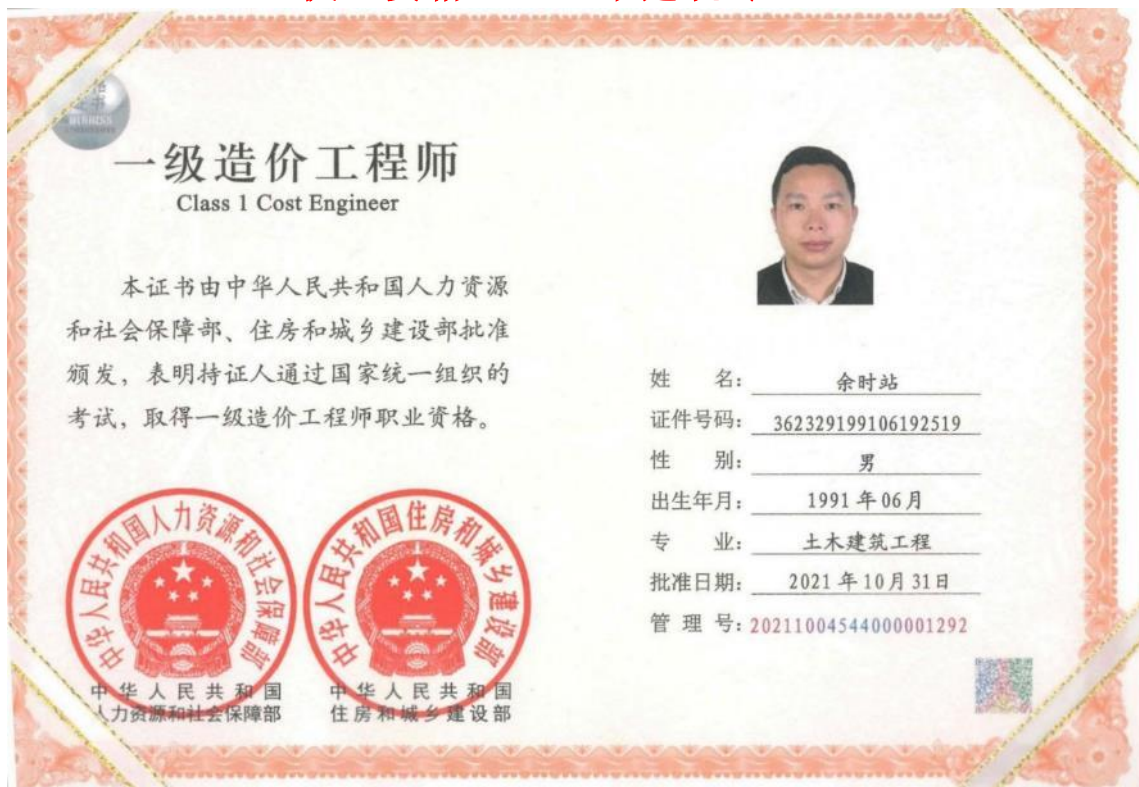 一级造价工程师
Class 1 Cost Engineer
本证书由中华人民共和国人力资源
和社会保障部、住房和城乡建设部批准
颁发，表明持证人通过国家统一组织的
考试，取得一级造价工程师职业资格。
姓 名：余时站
证件号码：362329199106192519
性 别：男
出生年月：1991年06月
专 业：土木建筑工程
批准日期：2021年10月31日
管 理 号：20211004544000001292
中华人民共和国人力资源和社会保障部
中华人民共和国住房和城乡建设部
中华人民共和国
人力资源和社会保障部
中华人民共和国
住房和城乡建设部